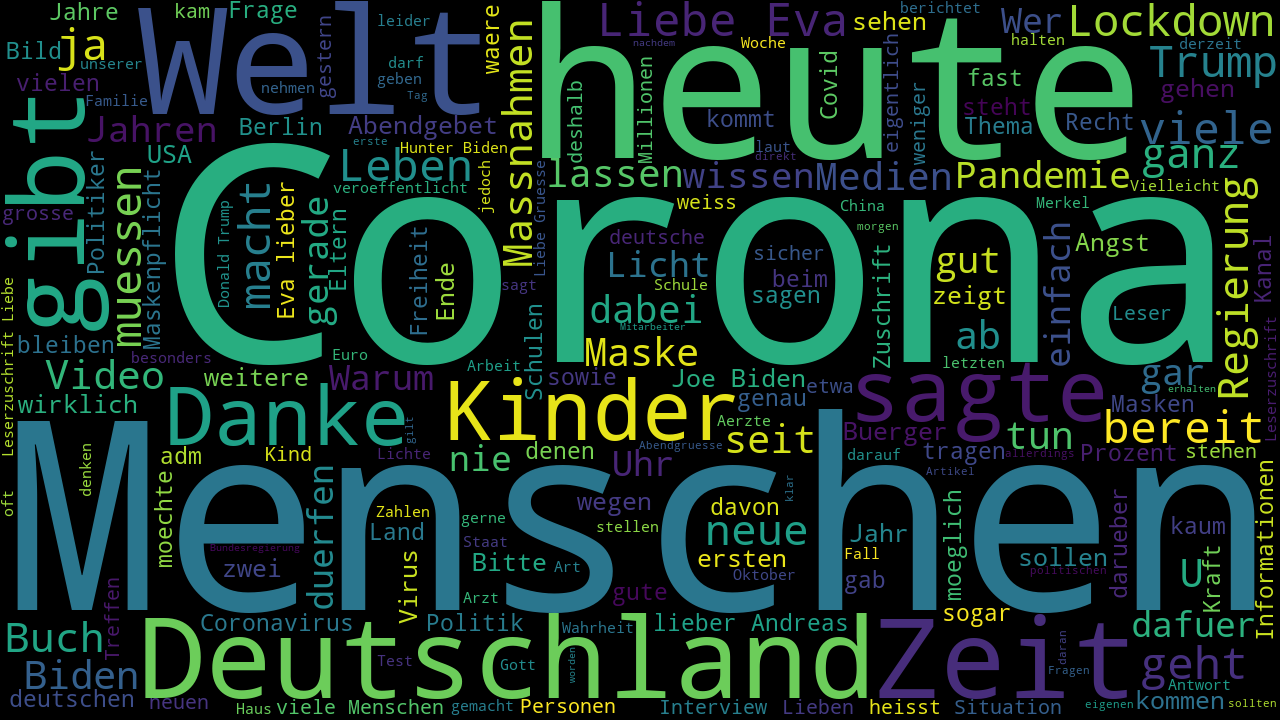 Jahre kam Frage leider Welt heute Liebe Eva sehen berichtet Wer Lockdown
Bild ja unserer gestern darf waere nachdem Woche halten derzeit Trump
vielen Familie nehmen geben Tag Massnahmen deshalb Millionen Covid eigentlich fast steht gehen
gibt Jahren Berlin Abendgebet kommt weniger Thema Recht viele
Politiker USA erste Hunter Biden Leben lassen wissen laut direkt Medien Pandemie ganz
muessen Maskenpflicht veroeffentlicht jedoch Liebe Gruesse weiss China Merkel Vielleicht
grosse Donald Trump macht Eva lieber gerade Eltern Freiheit deutsche morgen Angst Regierung Kanal
Corona Ende sagt Licht sicher beim gut einfach
Leserzuschrift Liebe Schule dabei sagen zeigt Zuschrift Leser
bleiben besonders Euro Mitarbeiter Maske ab letzten
Video weitere Warum Arbeit schulen sowie Joe Biden etwa sagte gar erhalten
wirklich Danke gilt Kinder genau Masken bereit Leserzuschrift
Aerzte seit Buerger tun
oft denken adm Kind Lichte nie denen Abendgruesse Uhr darauf tragen allerdings Prozent stehen
Menschen moechte duerfen Zahlen wegen davon klar Artikel Informationen
Bundesregierung zwei Land gerne stellen neue Jahr moeglich darueber kaum
Virus Staat Bitte Art ersten Fall sollen politischen U Kraft
Treffen Arzt gute Oktober gab sogar
Buch Coronavirus Politik Wahrheit lieber Andreas dafuer
Biden Deutschland Test Gott worden Zeit daran Fragen geht Antwort
deutschen neuen Haus viele Menschen gemacht Personen Interview Lieben heisst Situation eigenen kommen sollten